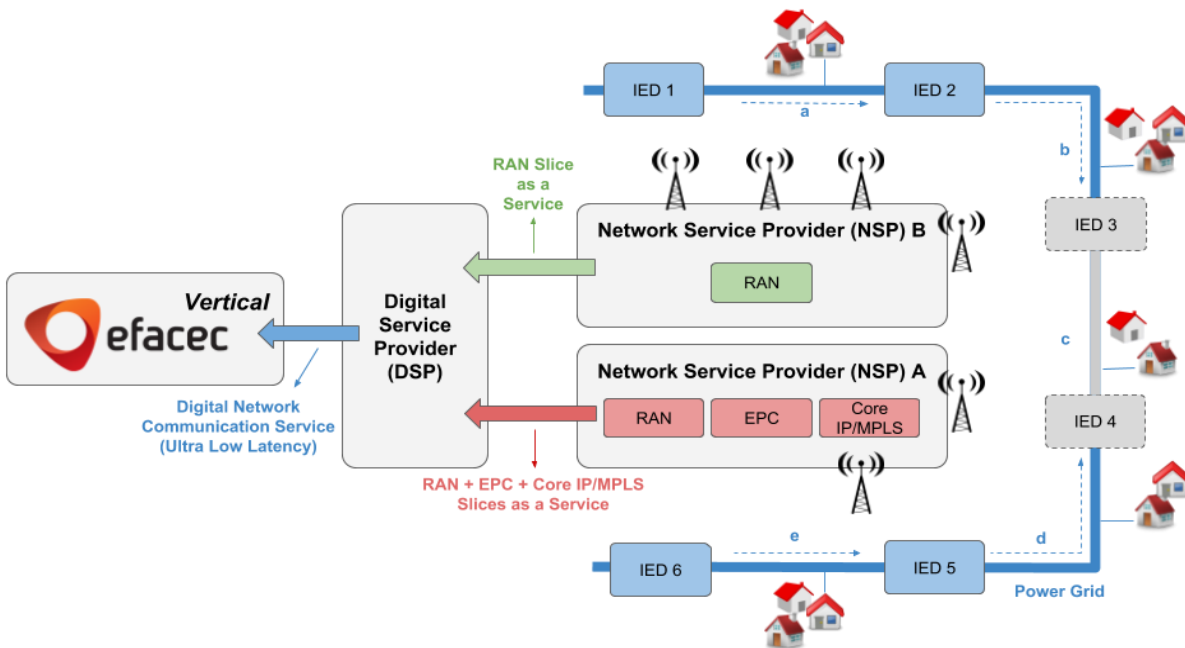 IED 1
IED 2
a
b
RAN Slice
as a
Service
Network Service Provider (NSP) B
RAN
IED 3
Vertical
efacec
Digital
Service
Provider
(DSP)
c
Network Service Provider (NSP) A
RAN
EPC
Core
IP/MPLS
IED 4
Digital Network
Communication Service
(Ultra Low Latency)
RAN + EPC + Core IP/MPLS
Slices as a Service
e
d
IED 6
IED 5
Power Grid